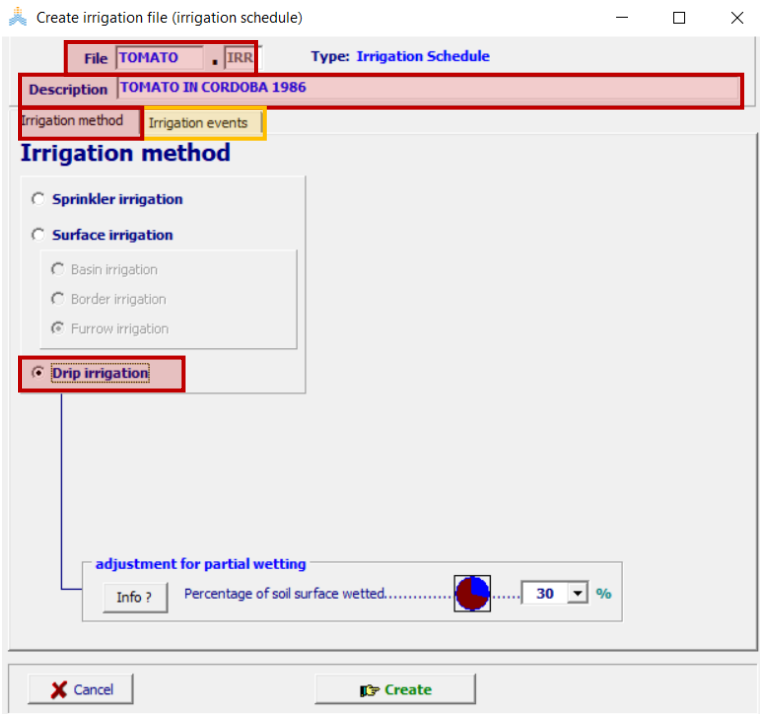 Create irrigation file (irrigation schedule)
File TOMATO . IRR Type: Irrigation Schedule
Description TOMATO IN CORDOBA 1986
Irrigation method Irrigation events
Irrigation method
Sprinkler irrigation
Surface irrigation
Basin irrigation
Border irrigation
Furrow irrigation
Drip irrigation
adjustment for partial wetting
Info ? Percentage of soil surface wetted.................... 30 %
Cancel Create